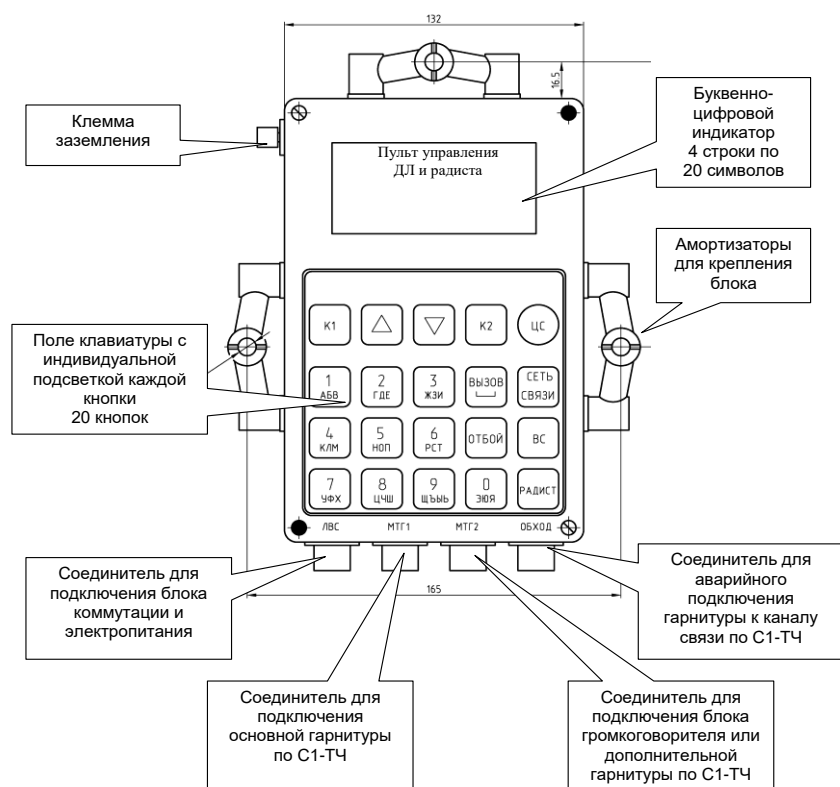 132
16.5
Клемма
заземления
Буквенно-
цифровой
индикатор
4 строки по
20 символов
Пульт управления
ДЛ и радиста
Амортизаторы
для крепления
блока
Поле клавиатуры с
индивидуальной
подсветкой каждой
кнопки
20 кнопок
К1 К2 ЦС
1 2 3 ВЫЗОВ СЕТЬ
АБВ ГДЕ ЖЗИ СВЯЗИ
4 5 6 ОТБОЙ ВС
КЛМ НОП РСТ
7 8 9 0 РАДИСТ
УФХ ЦЧШ ЩЪЫЬ ЭЮЯ
ЛВС МТГ1 МТГ2 ОБХОД
165
Соединитель для
подключения блока
коммутации и
электропитания
Соединитель для
аварийного
подключения
гарнитуры к каналу
связи по С1-ТЧ
Соединитель для
подключения
основной гарнитуры
по С1-ТЧ
Соединитель для
подключения блока
громкоговорителя или
дополнительной
гарнитуры по С1-ТЧ